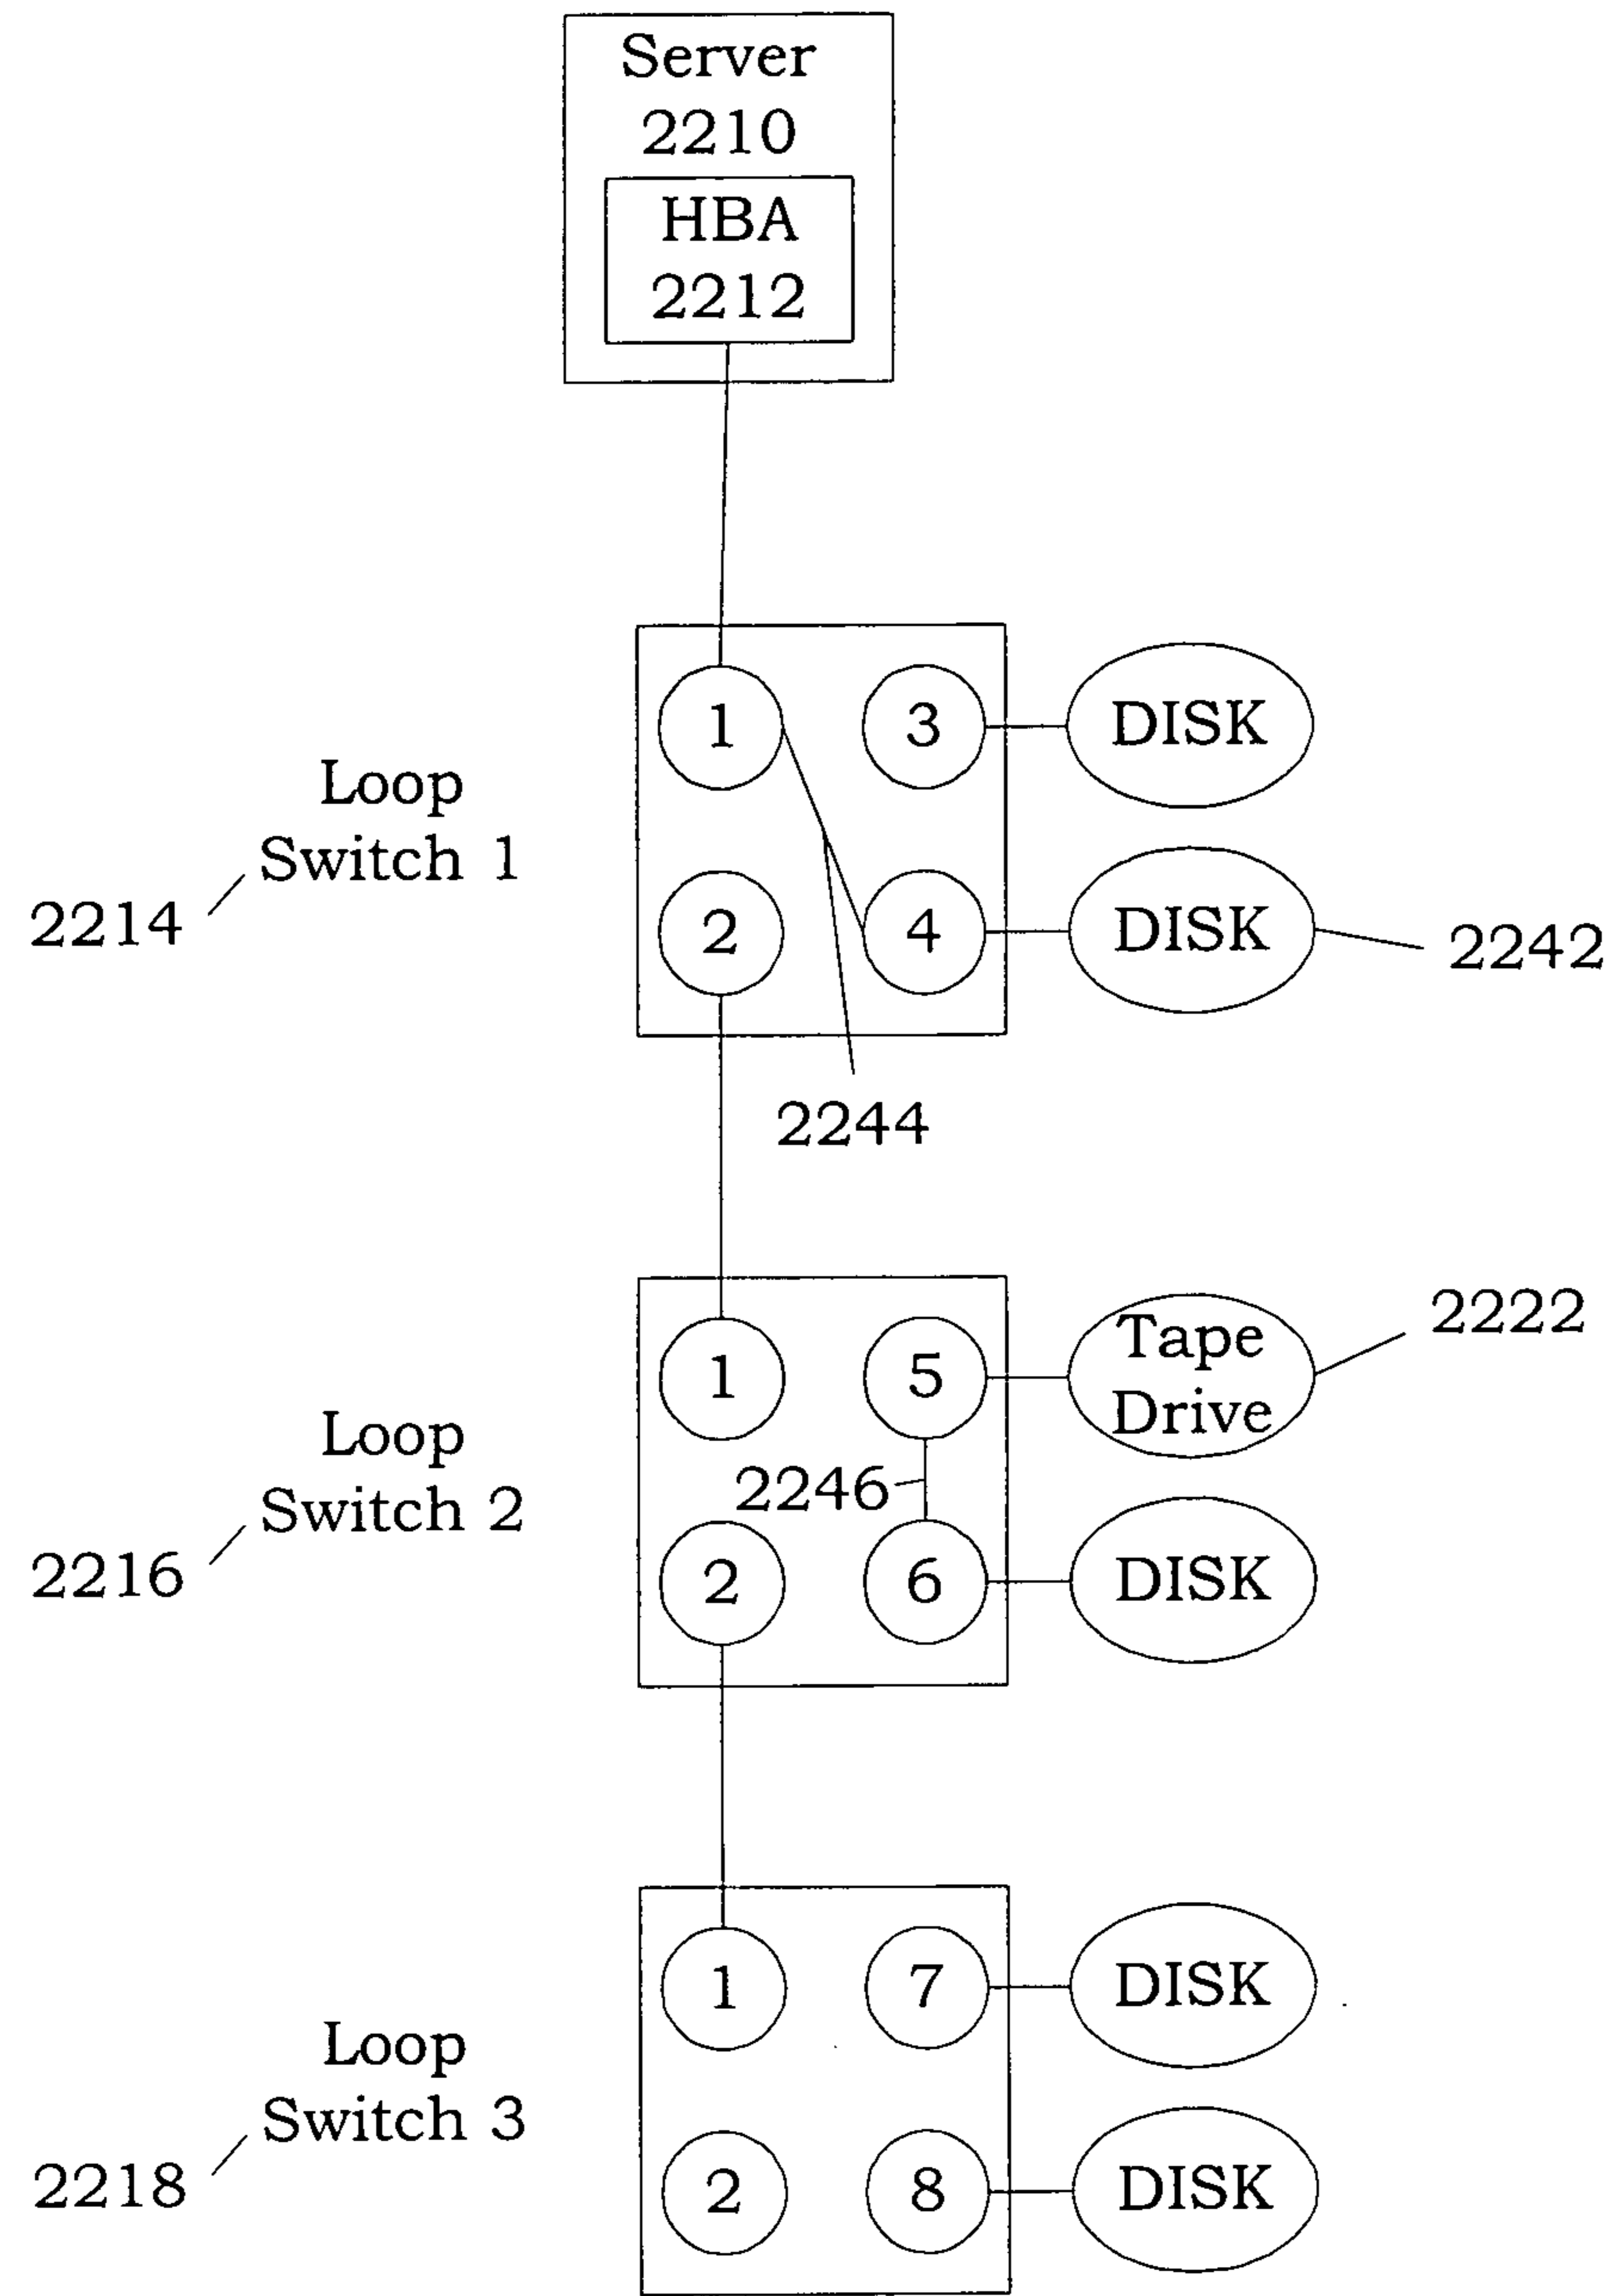 Server
2210
HBA
2212
1
3
DISK
Loop
Switch 1
2214
2
4
DISK
2242
2244
1
5
Tape
Drive
2222
Loop
Switch 2
2216
2246
2
6
DISK
1
7
DISK
Loop
Switch 3
2218
2
8
DISK